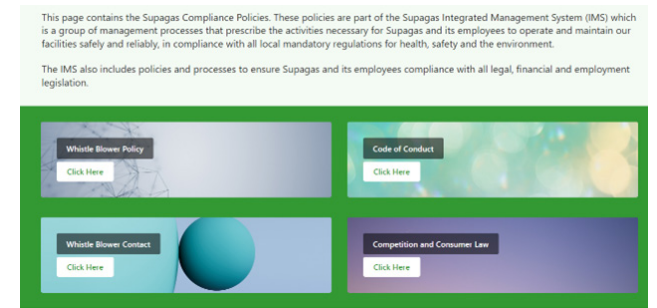 This page contains the Supagas Compliance Policies. These policies are part of the Supagas Integrated Management System (IMS) which
is a group of management processes that prescribe the activities necessary for Supagas and its employees to operate and maintain our
facilities safely and reliably, in compliance with all local mandatory regulations for health, safety and the environment.
The IMS also includes policies and processes to ensure Supagas and its employees compliance with all legal, financial and employment
legislation.
Whistle Blower Policy
Click Here
Code of Conduct
Click Here
Whistle Blower Contact
Click Here
Competition and Consumer Law
Click Here